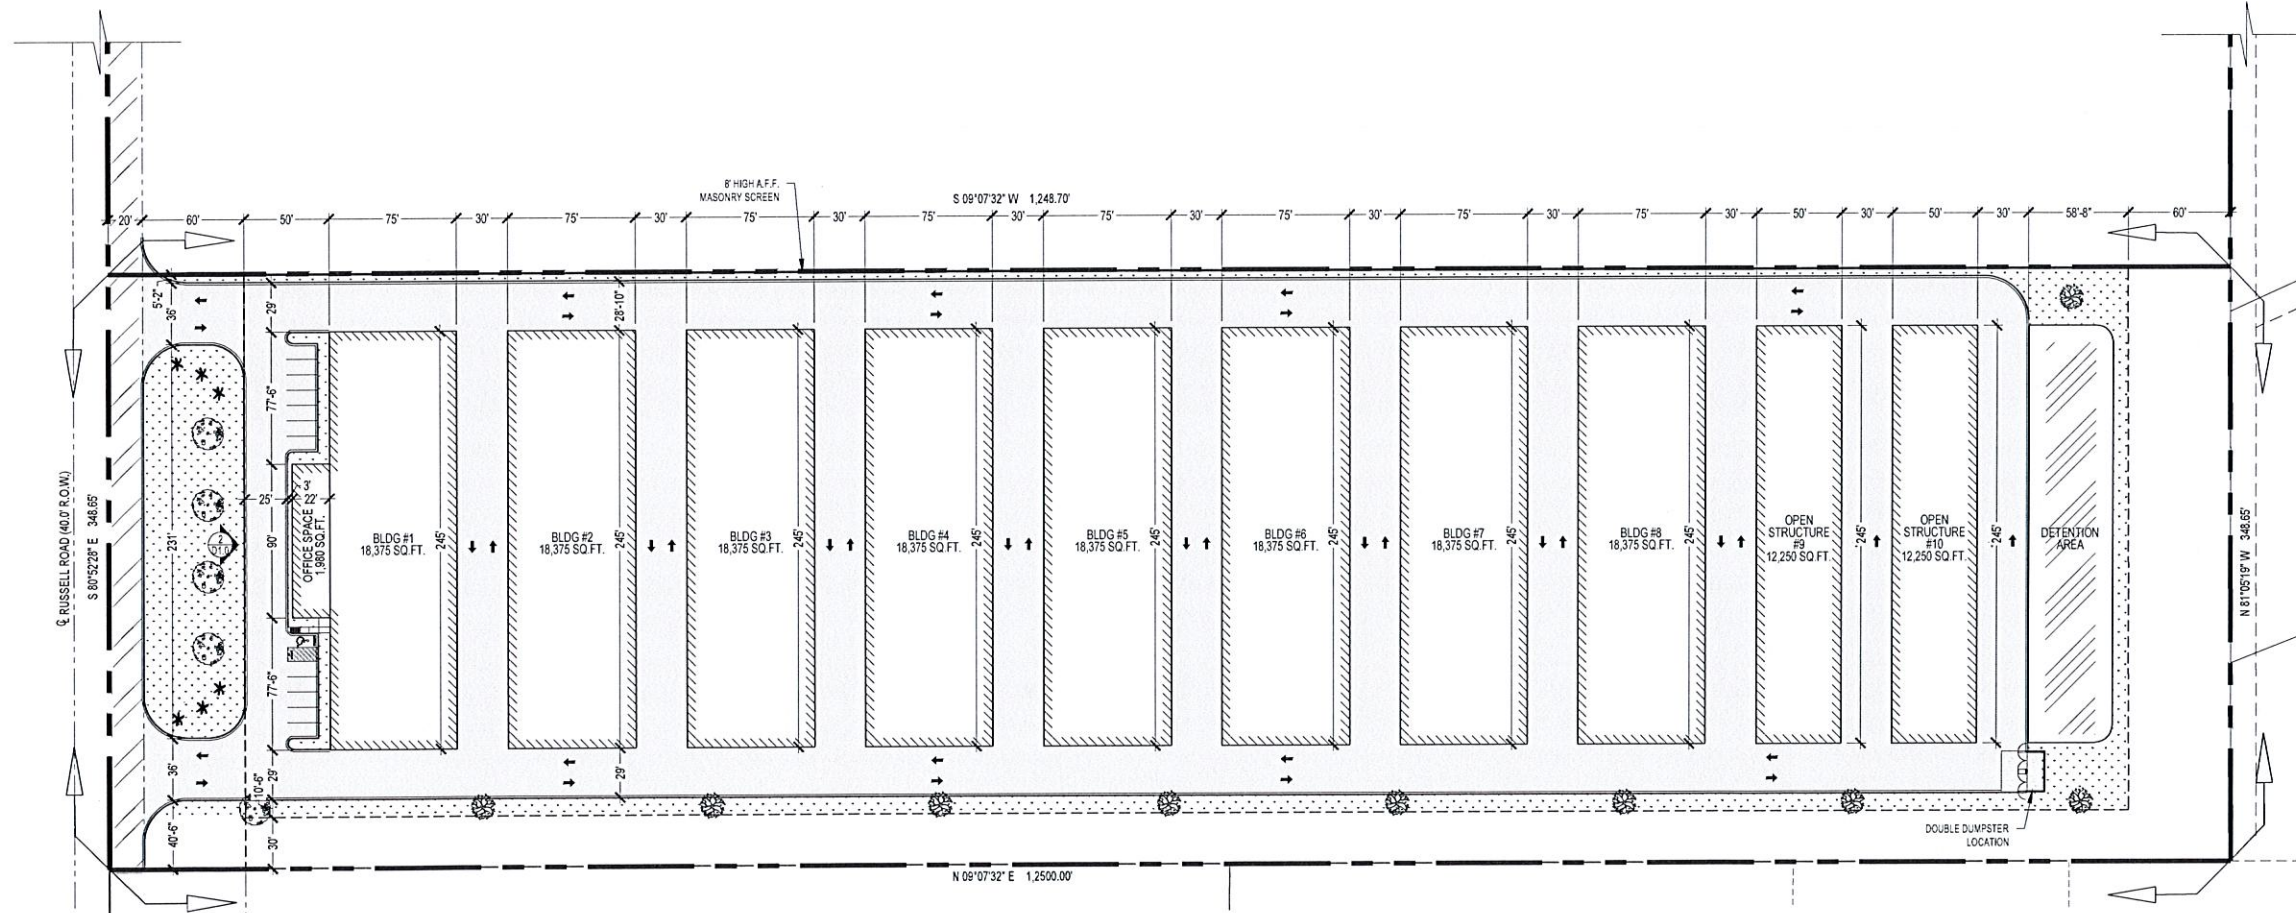 8' HIGH A.F.F.
MASONRY SCREEN
S 09°07'32" W 1,248.70'
20' 60' 50' 75' 30' 75' 30' 75' 30' 75' 30' 75' 30' 75' 30' 75' 30' 75' 30' 50' 30' 50' 30' 58'-8" 60'
5'-2"
36'
29'
28'-10"
77'-6"
231'
25'
3'
22'
90'
OFFICE SPACE
1,980 SQ.FT.
77'-6"
36'
29'
10'-6"
40'-6"
30'
29'
2
D1.0
℄ RUSSELL ROAD (40.0' R.O.W.)
S 80°52'28" E 348.65'
BLDG #1
18,375 SQ.FT.
245'
BLDG #2
18,375 SQ.FT.
245'
BLDG #3
18,375 SQ.FT.
245'
BLDG #4
18,375 SQ.FT.
245'
BLDG #5
18,375 SQ.FT.
245'
BLDG #6
18,375 SQ.FT.
245'
BLDG #7
18,375 SQ.FT.
245'
BLDG #8
18,375 SQ.FT.
245'
OPEN
STRUCTURE
#9
12,250 SQ.FT.
245'
OPEN
STRUCTURE
#10
12,250 SQ.FT.
245'
DETENTION
AREA
N 81°05'19" W 348.65'
DOUBLE DUMPSTER
LOCATION
N 09°07'32" E 1,2500.00'